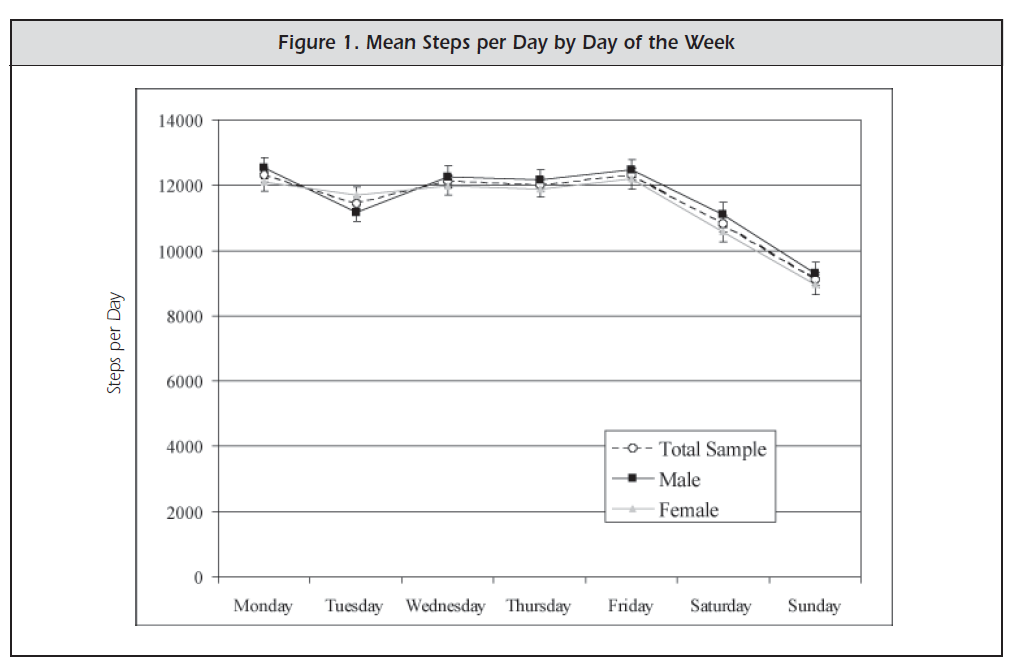 Figure 1. Mean Steps per Day by Day of the Week
14000
12000
10000
8000
6000
4000
2000
0
Steps per Day
Total Sample
Male
Female
Monday Tuesday Wednesday Thursday Friday Saturday Sunday